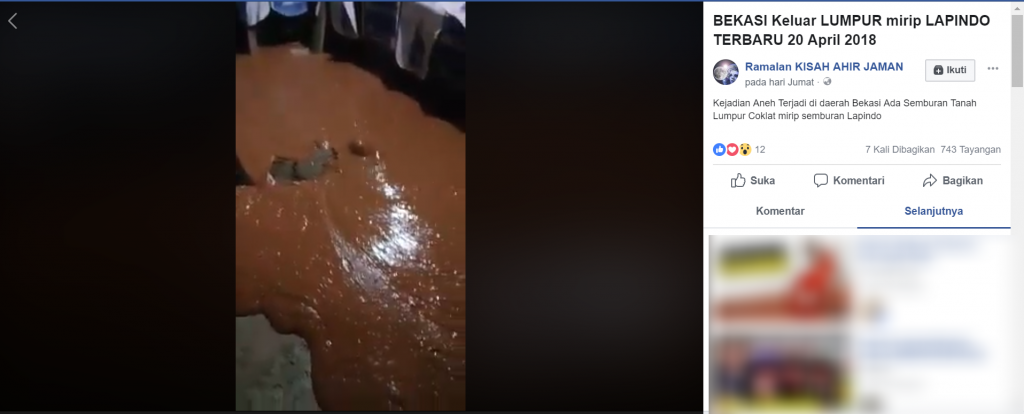 BEKASI Keluar LUMPUR mirip LAPINDO
TERBARU 20 April 2018
Ramalan KISAH AHIR JAMAN
pada hari Jumat ·
Ikuti
Kejadian Aneh Terjadi di daerah Bekasi Ada Semburan Tanah
Lumpur Coklat mirip semburan Lapindo
12
7 Kali Dibagikan 743 Tayangan
Suka
Komentari
Bagikan
Komentar
Selanjutnya